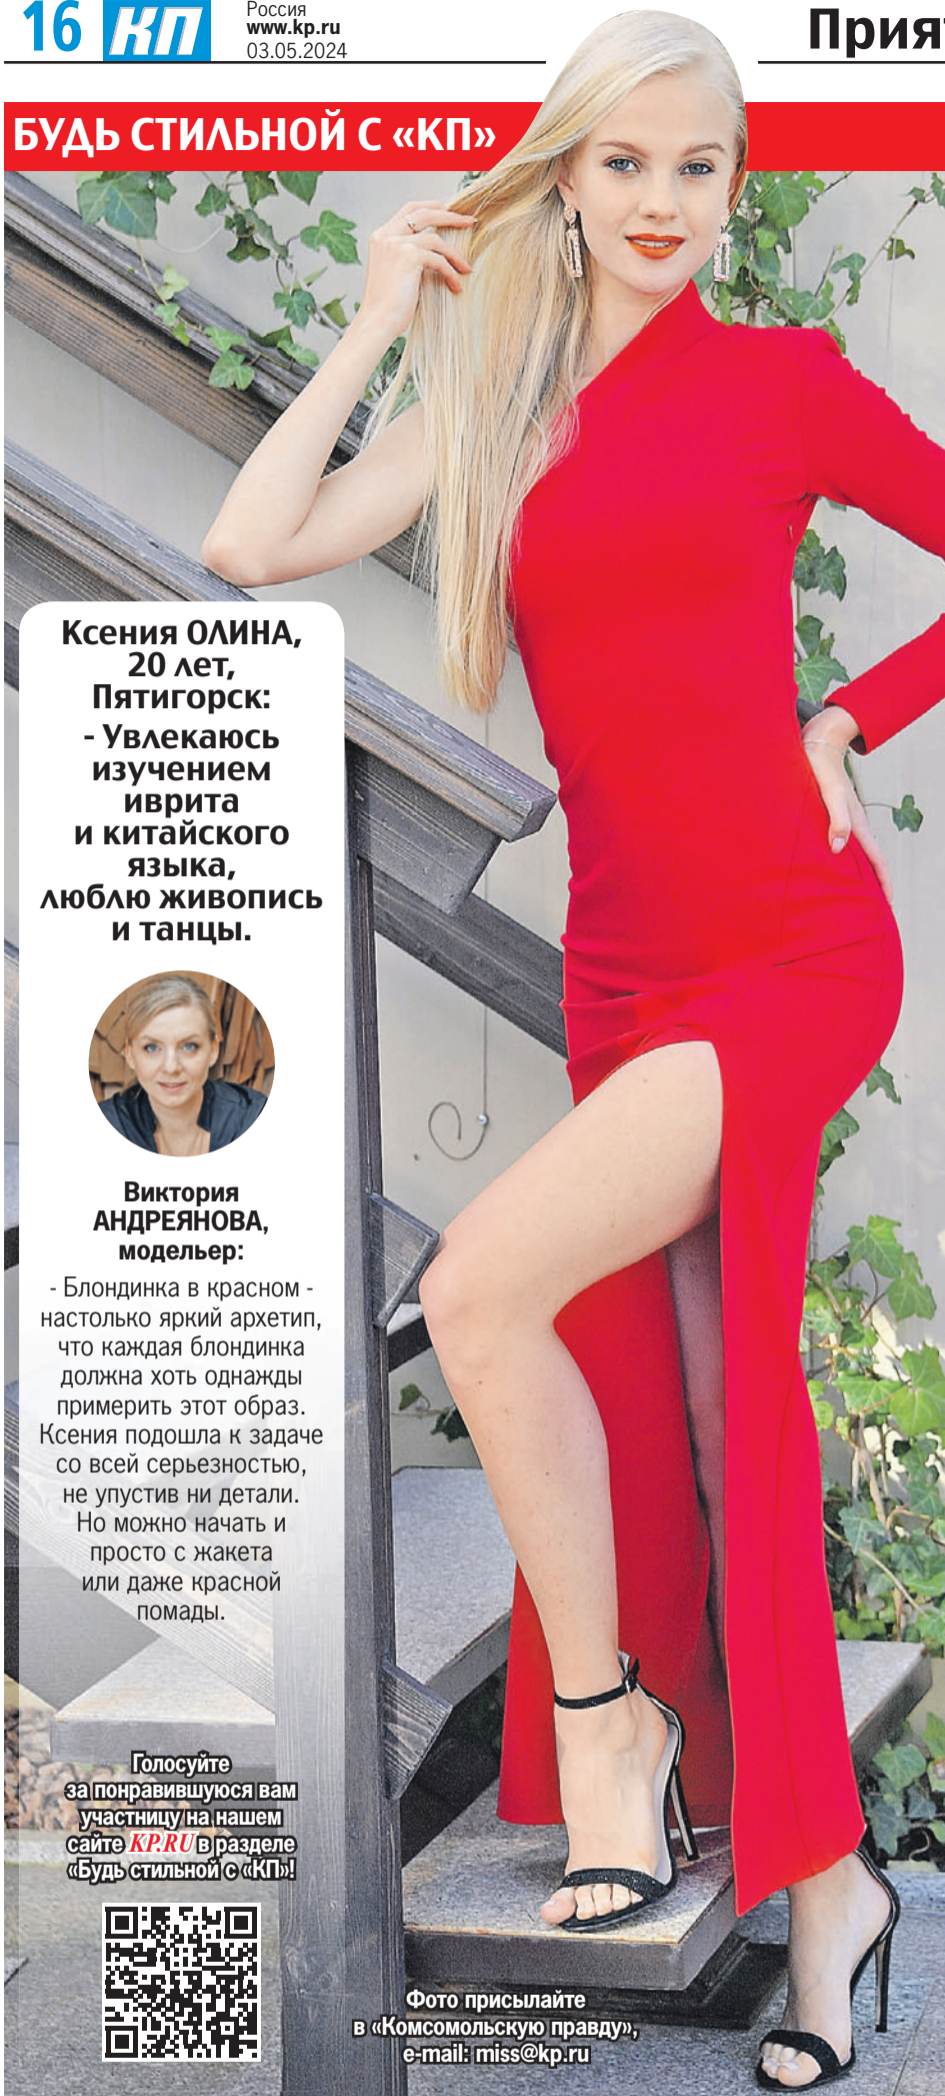 16
КП
Россия
www.kp.ru
03.05.2024
БУДЬ СТИЛЬНОЙ С «КП»
Ксения ОЛИНА,
20 лет,
Пятигорск:
- Увлекаюсь
изучением
иврита
и китайского
языка,
люблю живопись
и танцы.
Виктория
АНДРЕЯНОВА,
модельер:
- Блондинка в красном -
настолько яркий архетип,
что каждая блондинка
должна хоть однажды
примерить этот образ.
Ксения подошла к задаче
со всей серьезностью,
не упустив ни детали.
Но можно начать и
просто с жакета
или даже красной
помады.
Голосуйте
за понравившуюся вам
участницу на нашем
сайте KP.RU в разделе
«Будь стильной с «КП»!
Фото присылайте
в «Комсомольскую правду»,
e-mail: miss@kp.ru